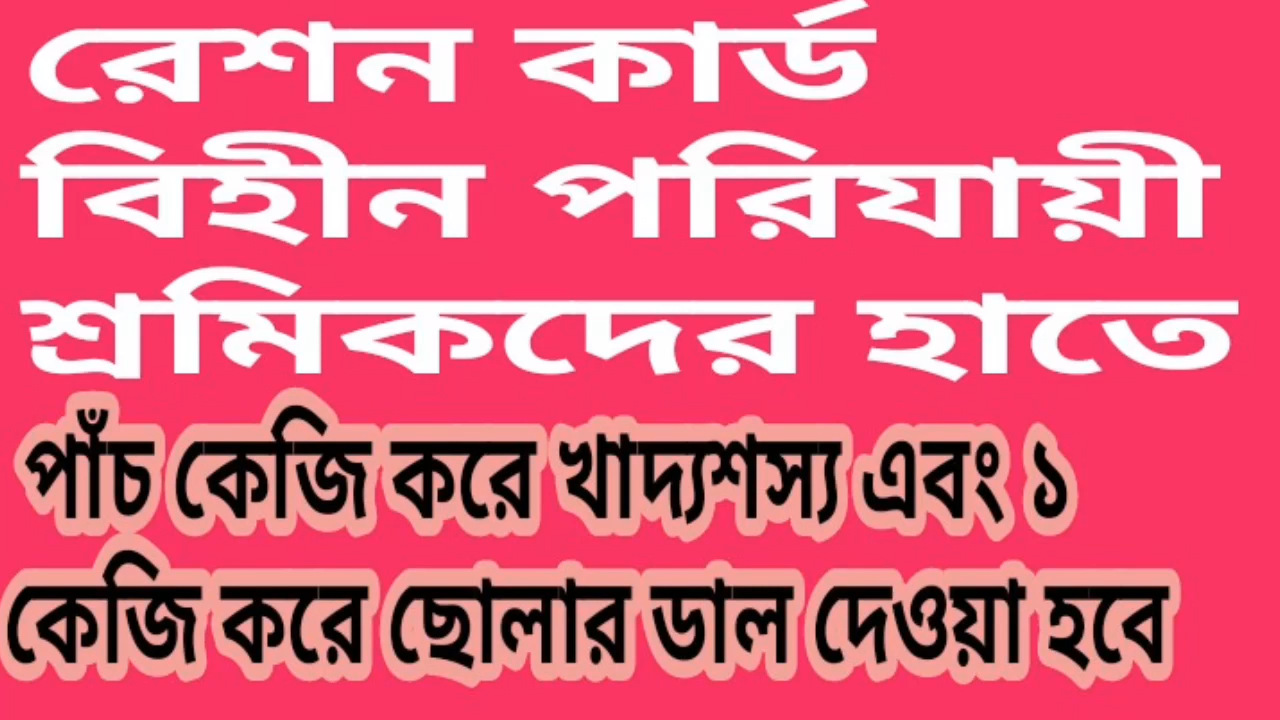 রেশন কার্ড
বিহীন পরিযায়ী
শ্রমিকদের হাতে
পাঁচ কেজি করে খাদ্যশস্য এবং ১
কেজি করে ছোলার ডাল দেওয়া হবে